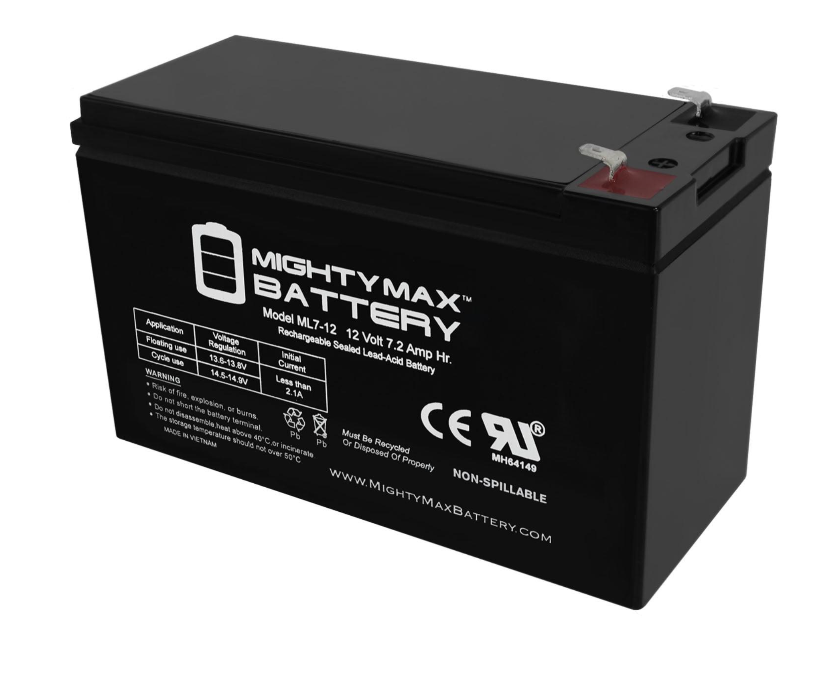 MIGHTYMAX™
BATTERY
Model ML7-12 12 Volt 7.2 Amp Hr.
Rechargeable Sealed Lead-Acid Battery
Application Voltage Regulation Initial Current
Floating use 13.6-13.8V Less than 2.1A
Cycle use 14.5-14.9V
WARNING
• Risk of fire, explosion, or burns.
• Do not short the battery terminal.
• Do not disassemble,heat above 40°C,or incinerate
• The storage temperature should not over 50°C
MADE IN VIETNAM
Pb Pb
Must Be Recycled
Or Disposed Of Properly
CE RU®
MH64149
NON-SPILLABLE
www.MightyMaxBattery.com